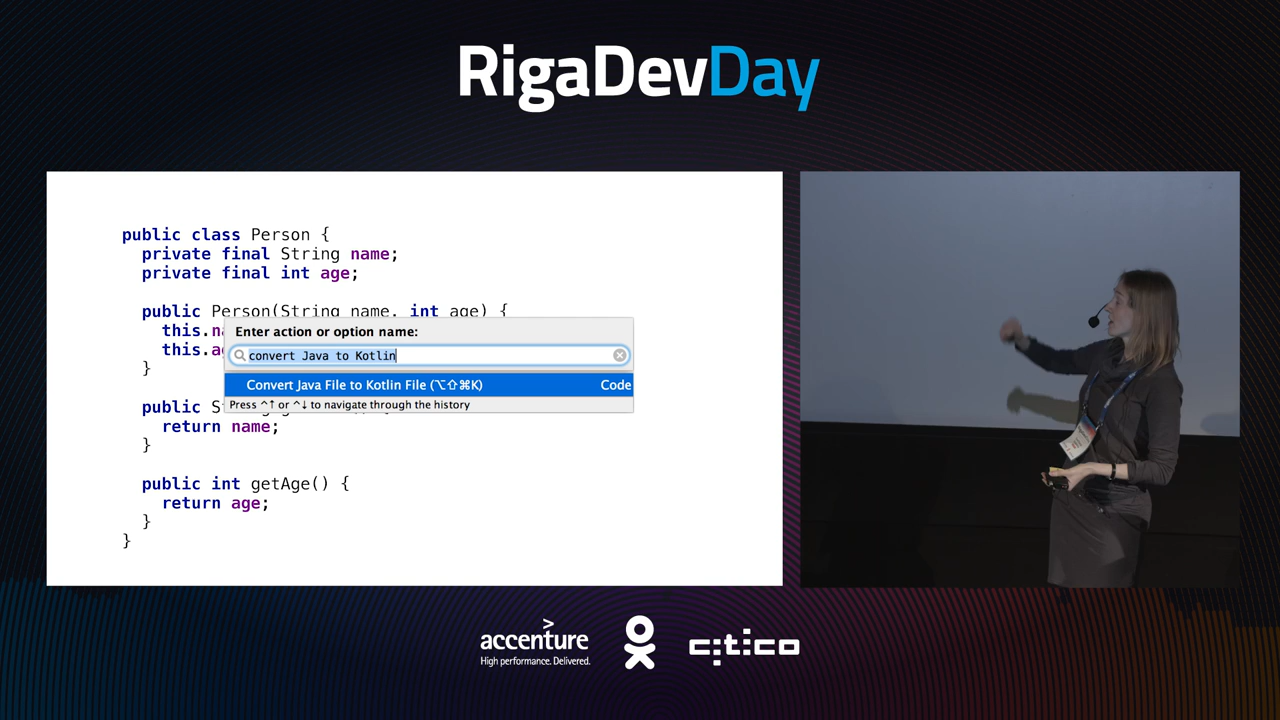 RigaDevDay
public class Person {
private final String name;
private final int age;
public Person(String name, int age) {
this.na
this.ag
}
Enter action or option name:
convert Java to Kotlin
Convert Java File to Kotlin File (⌥⇧⌘K) Code
Press ^↑ or ^↓ to navigate through the history
public S
return name;
}
public int getAge() {
return age;
}
}
accenture
High performance. Delivered.
citico